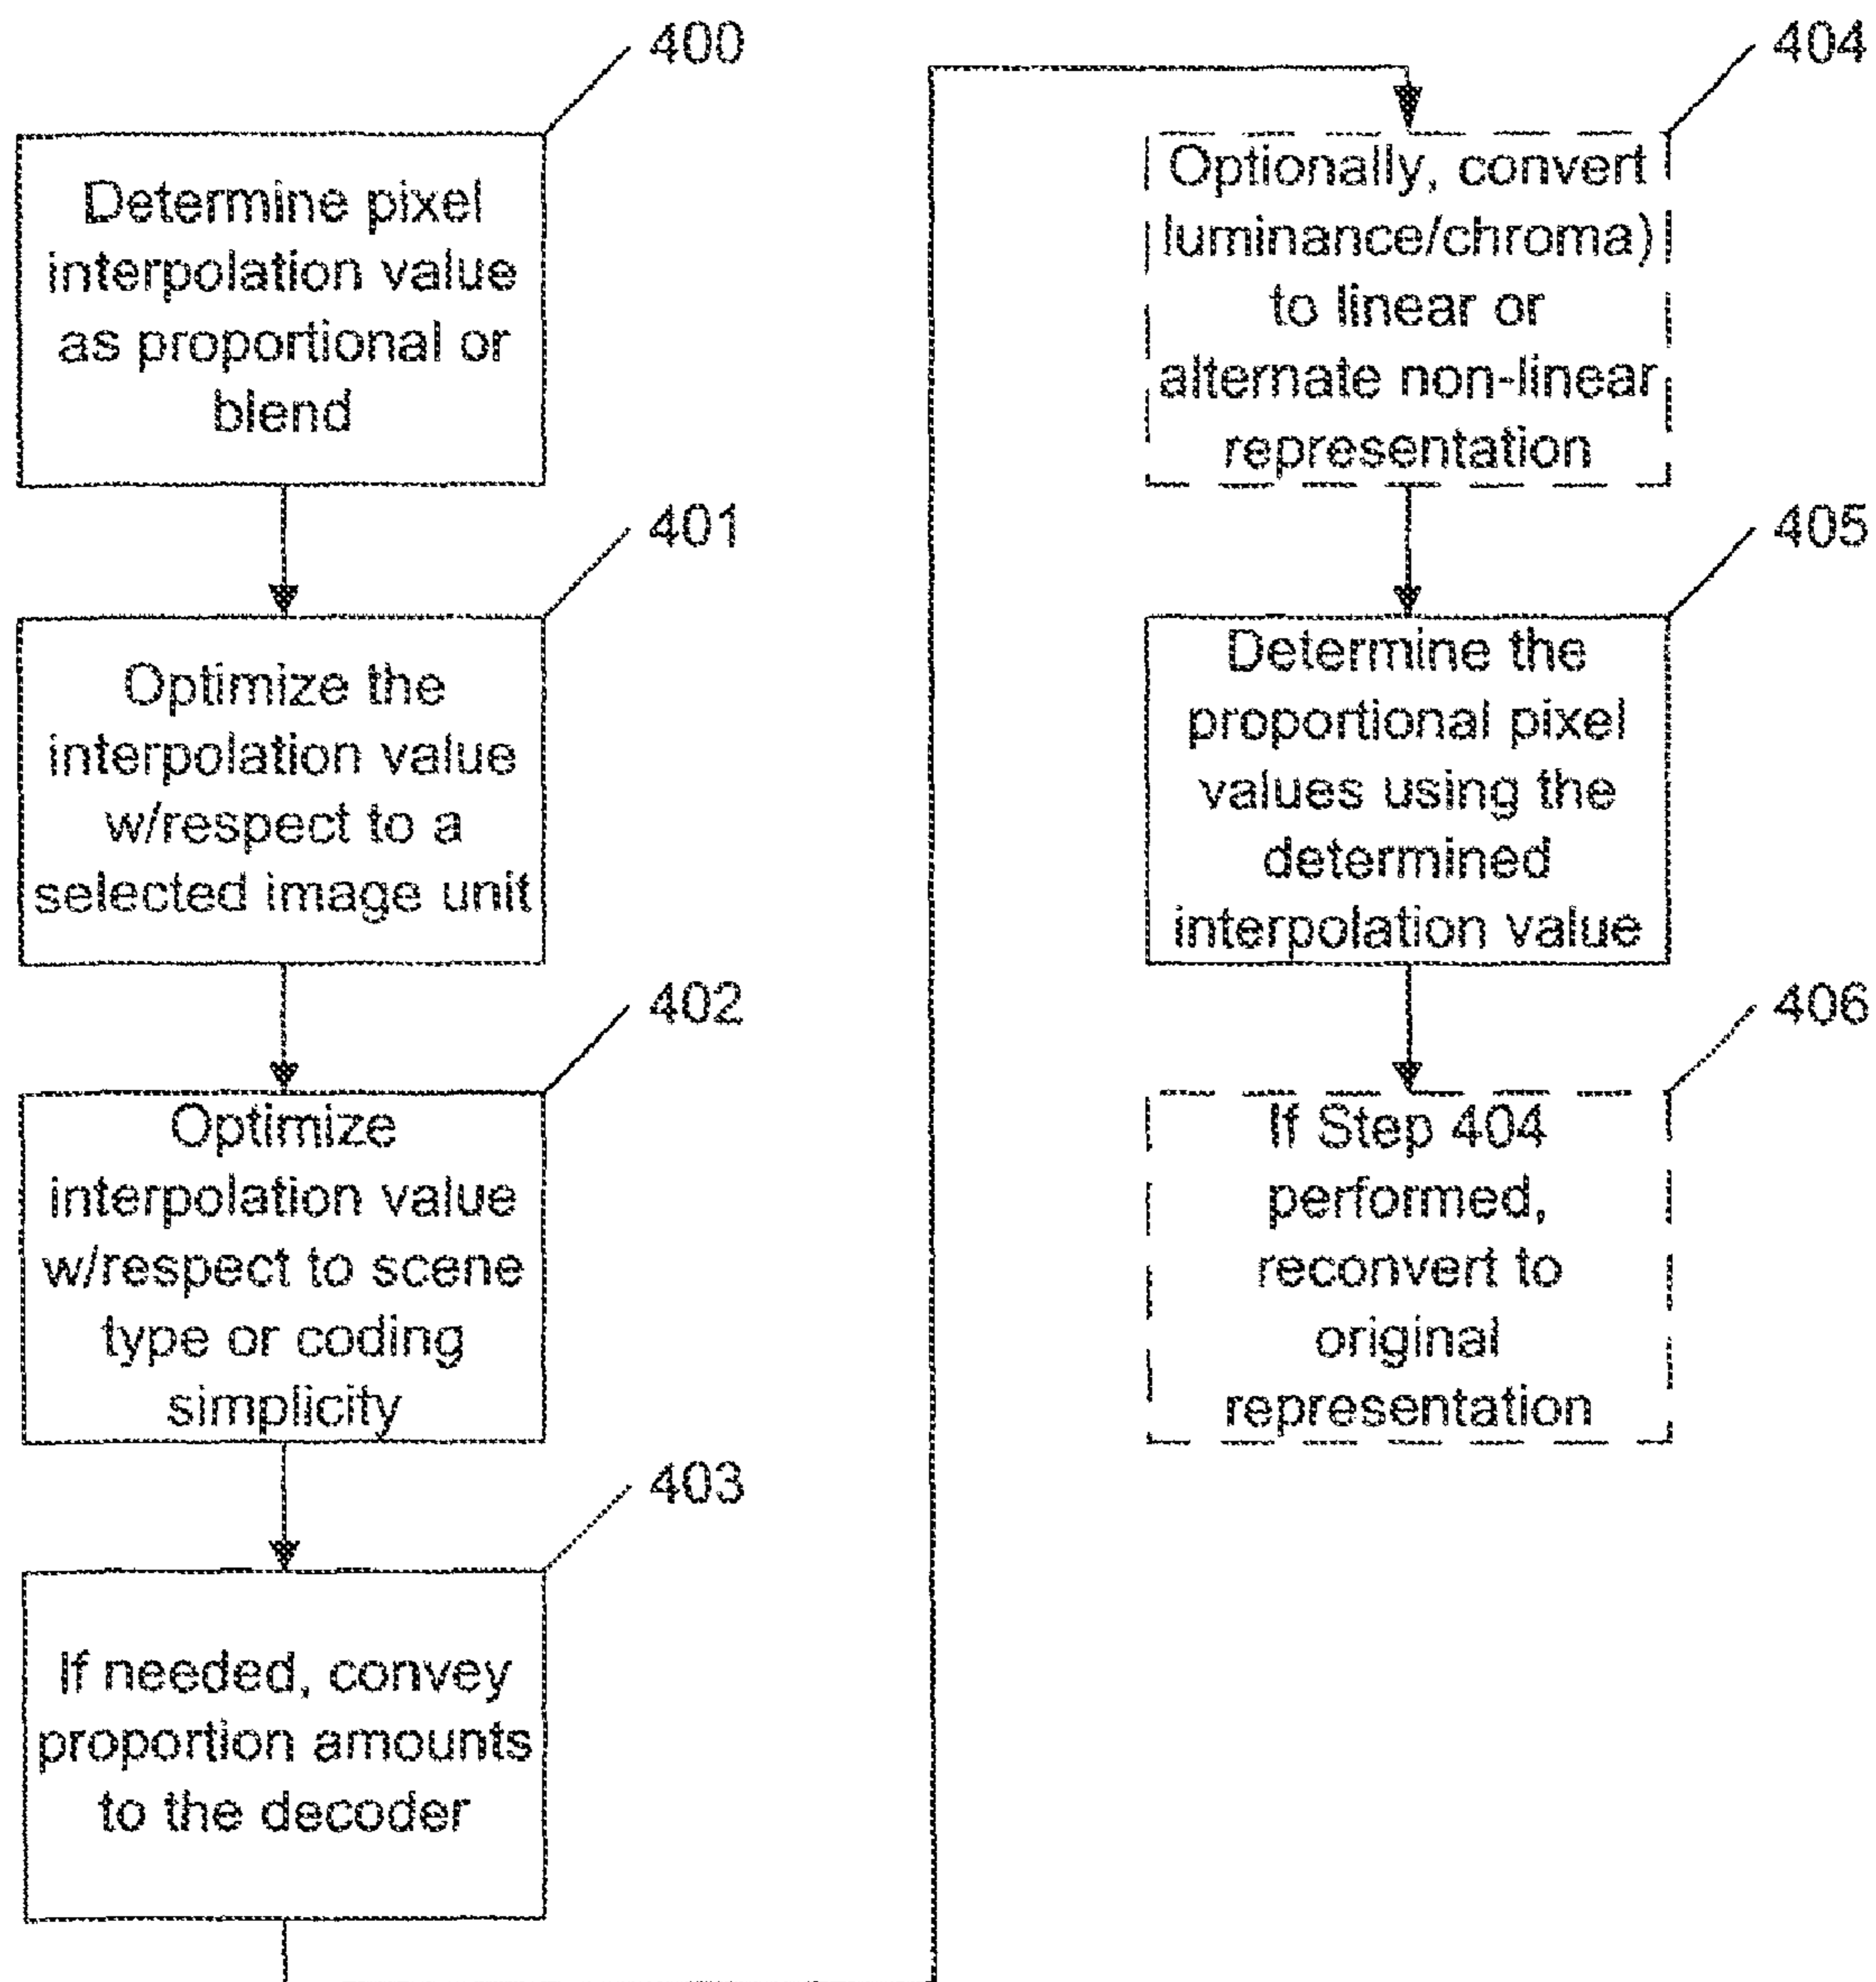 400
Determine pixel
interpolation value
as proportional or
blend
401
Optimize the
interpolation value
w/respect to a
selected image unit
402
Optimize
interpolation value
w/respect to scene
type or coding
simplicity
403
If needed, convey
proportion amounts
to the decoder
404
Optionally, convert
luminance/chroma)
to linear or
alternate non-linear
representation
405
Determine the
proportional pixel
values using the
determined
interpolation value
406
If Step 404
performed,
reconvert to
original
representation